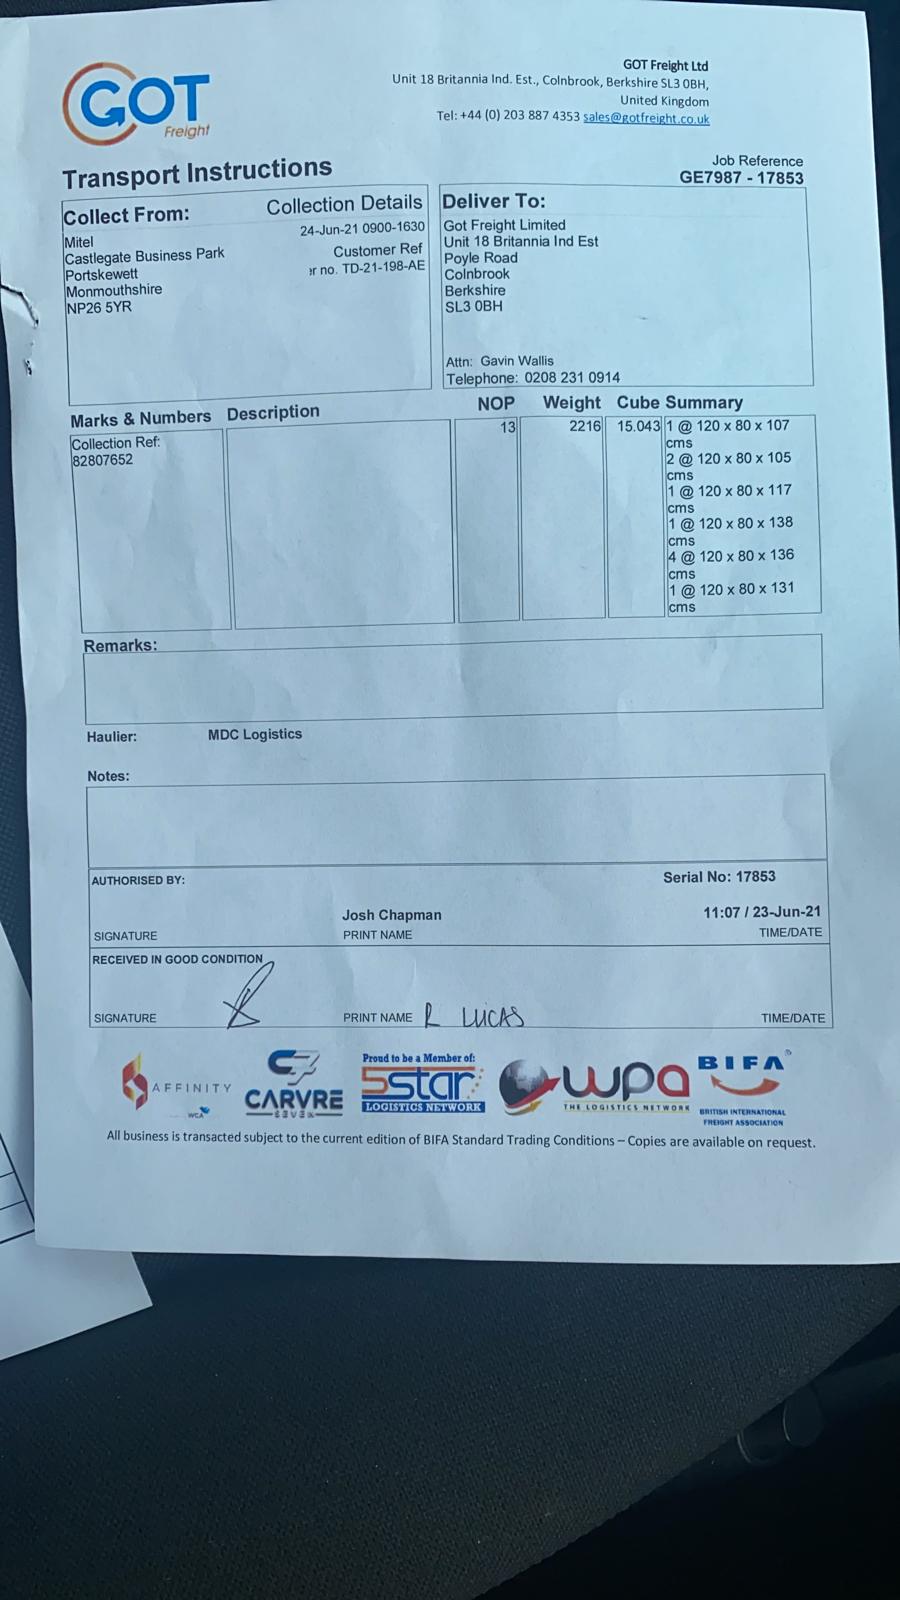 GOT
Freight
GOT Freight Ltd
Unit 18 Britannia Ind. Est., Colnbrook, Berkshire SL3 0BH,
United Kingdom
Tel: +44 (0) 203 887 4353 sales@gotfreight.co.uk
Transport Instructions
Job Reference
GE7987 - 17853
Collect From:
Collection Details
24-Jun-21 0900-1630
Mitel
Castlegate Business Park
Portskewett
Monmouthshire
NP26 5YR
Customer Ref
no. TD-21-198-AE
Deliver To:
Got Freight Limited
Unit 18 Britannia Ind Est
Poyle Road
Colnbrook
Berkshire
SL3 0BH
Attn: Gavin Wallis
Telephone: 0208 231 0914
Marks & Numbers Description NOP Weight Cube Summary
Collection Ref:
82807652
13 2216 15.043 1 @ 120 x 80 x 107
cms
2 @ 120 x 80 x 105
cms
1 @ 120 x 80 x 117
cms
1 @ 120 x 80 x 138
cms
4 @ 120 x 80 x 136
cms
1 @ 120 x 80 x 131
cms
Remarks:
Haulier: MDC Logistics
Notes:
AUTHORISED BY:
Serial No: 17853
Josh Chapman
11:07 / 23-Jun-21
SIGNATURE PRINT NAME TIME/DATE
RECEIVED IN GOOD CONDITION
SIGNATURE PRINT NAME R LUCAS TIME/DATE
AFFINITY
WCA
CARVRE
SEVEN
Proud to be a Member of:
5star
LOGISTICS NETWORK
wpa
THE LOGISTICS NETWORK
BIFA
BRITISH INTERNATIONAL
FREIGHT ASSOCIATION
All business is transacted subject to the current edition of BIFA Standard Trading Conditions – Copies are available on request.